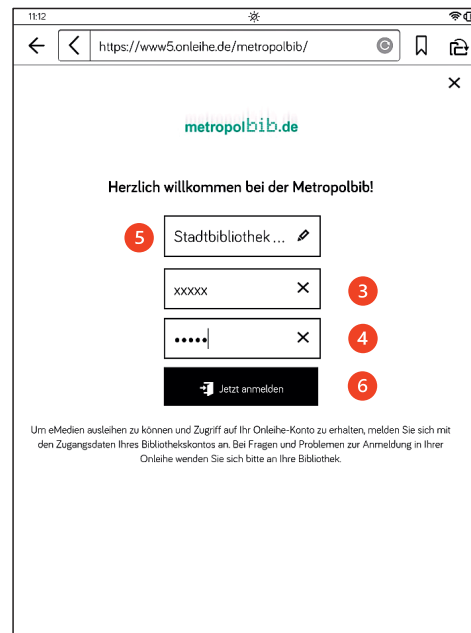 11:12
https://www5.onleihe.de/metropolbib/
metropolbib.de
Herzlich willkommen bei der Metropolbib!
5 Stadtbibliothek ...
xxxxx 3
•••••| 4
Jetzt anmelden 6
Um eMedien ausleihen zu können und Zugriff auf Ihr Onleihe-Konto zu erhalten, melden Sie sich mit
den Zugangsdaten Ihres Bibliothekskontos an. Bei Fragen und Problemen zur Anmeldung in Ihrer
Onleihe wenden Sie sich bitte an Ihre Bibliothek.